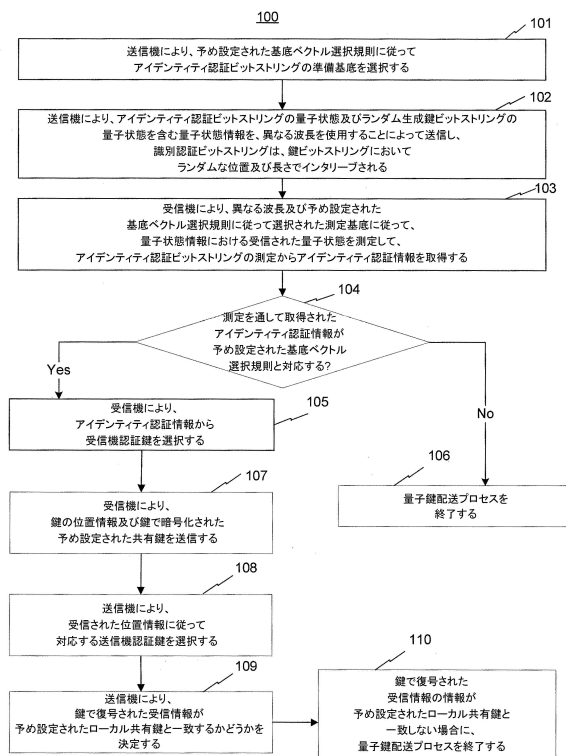 100
101
送信機により、予め設定された基底ベクトル選択規則に従って
アイデンティティ認証ビットストリングの準備基底を選択する
102
送信機により、アイデンティティ認証ビットストリングの量子状態及びランダム生成鍵ビットストリングの
量子状態を含む量子状態情報を、異なる波長を使用することによって送信し、
識別認証ビットストリングは、鍵ビットストリングにおいて
ランダムな位置及び長さでインタリーブされる
103
受信機により、異なる波長及び予め設定された
基底ベクトル選択規則に従って選択された測定基底に従って、
量子状態情報における受信された量子状態を測定して、
アイデンティティ認証ビットストリングの測定からアイデンティティ認証情報を取得する
104
測定を通して取得された
アイデンティティ認証情報が
予め設定された基底ベクトル
選択規則と対応する?
Yes
No
105
受信機により、
アイデンティティ認証情報から
受信機認証鍵を選択する
106
量子鍵配送プロセスを
終了する
107
受信機により、
鍵の位置情報及び鍵で暗号化された
予め設定された共有鍵を送信する
108
送信機により、
受信された位置情報に従って
対応する送信機認証鍵を選択する
109
送信機により、
鍵で復号された受信情報が
予め設定されたローカル共有鍵と一致するかどうかを
決定する
110
鍵で復号された
受信情報の情報が
予め設定されたローカル共有鍵と
一致しない場合に、
量子鍵配送プロセスを終了する